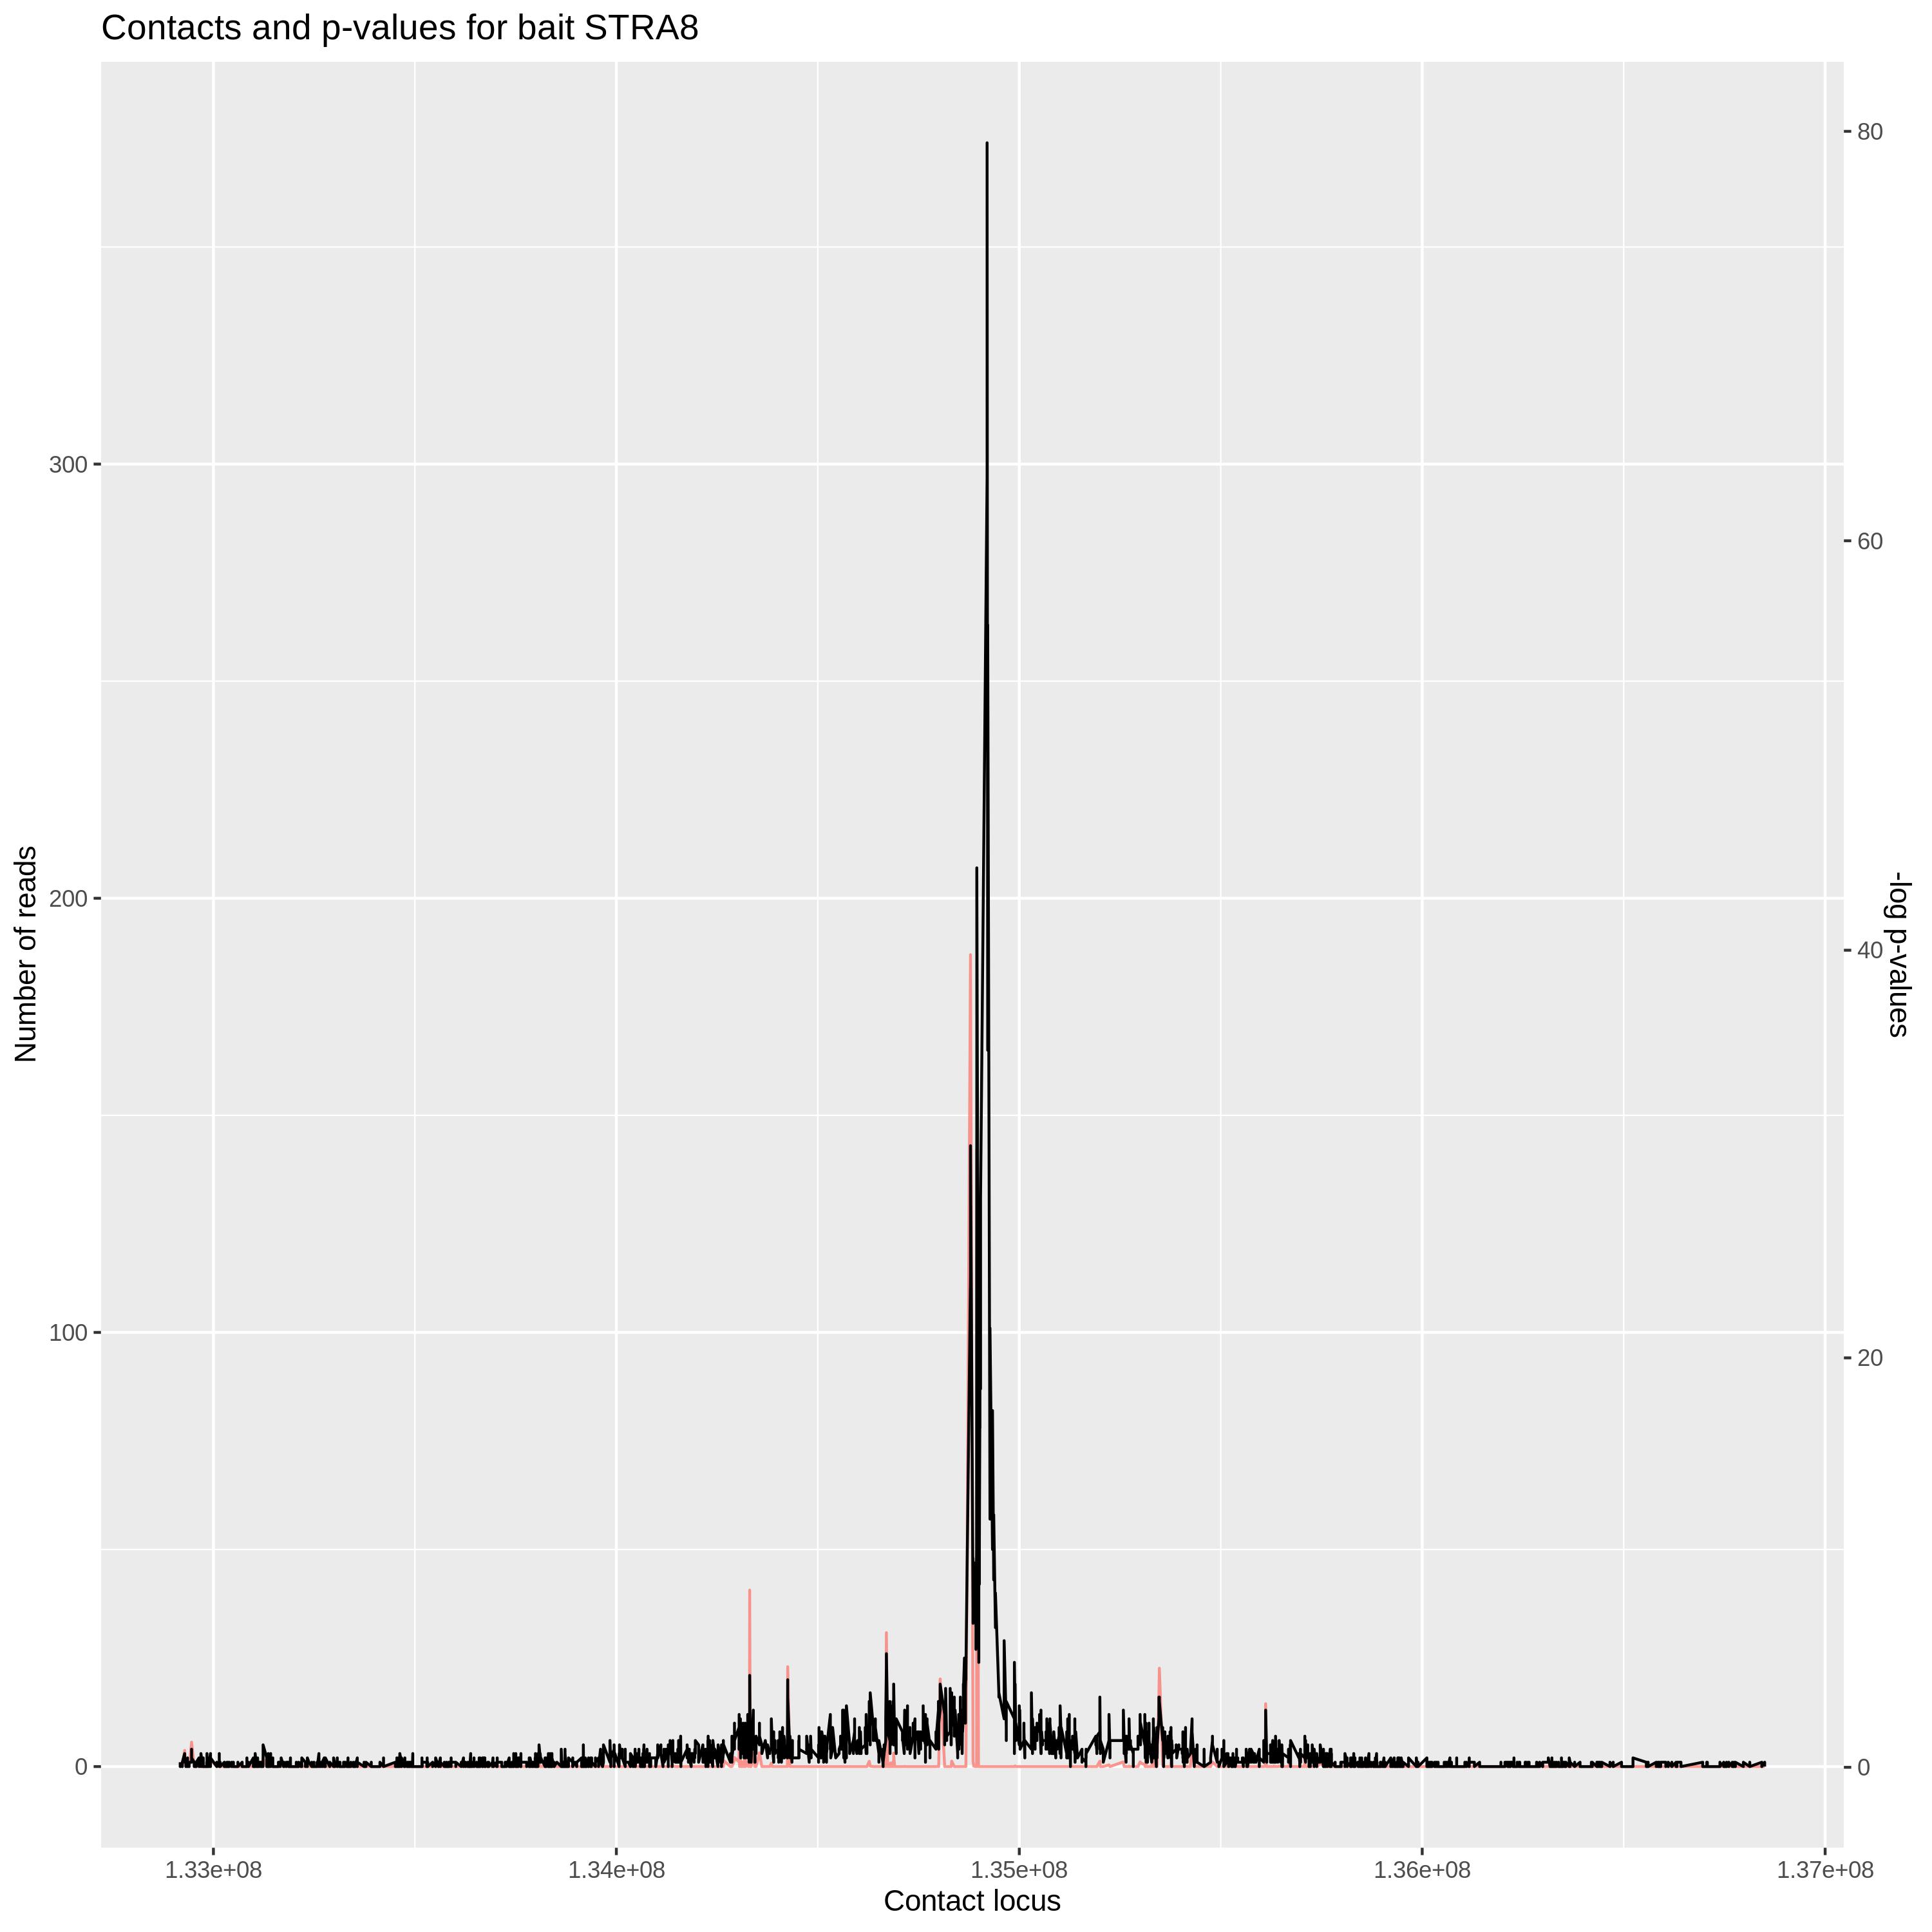 Contacts and p-values for bait STRA8
80
300
60
Number of reads
200
-log p-values
40
100
20
0
0
1.33e+08
1.34e+08
1.35e+08
1.36e+08
1.37e+08
Contact locus